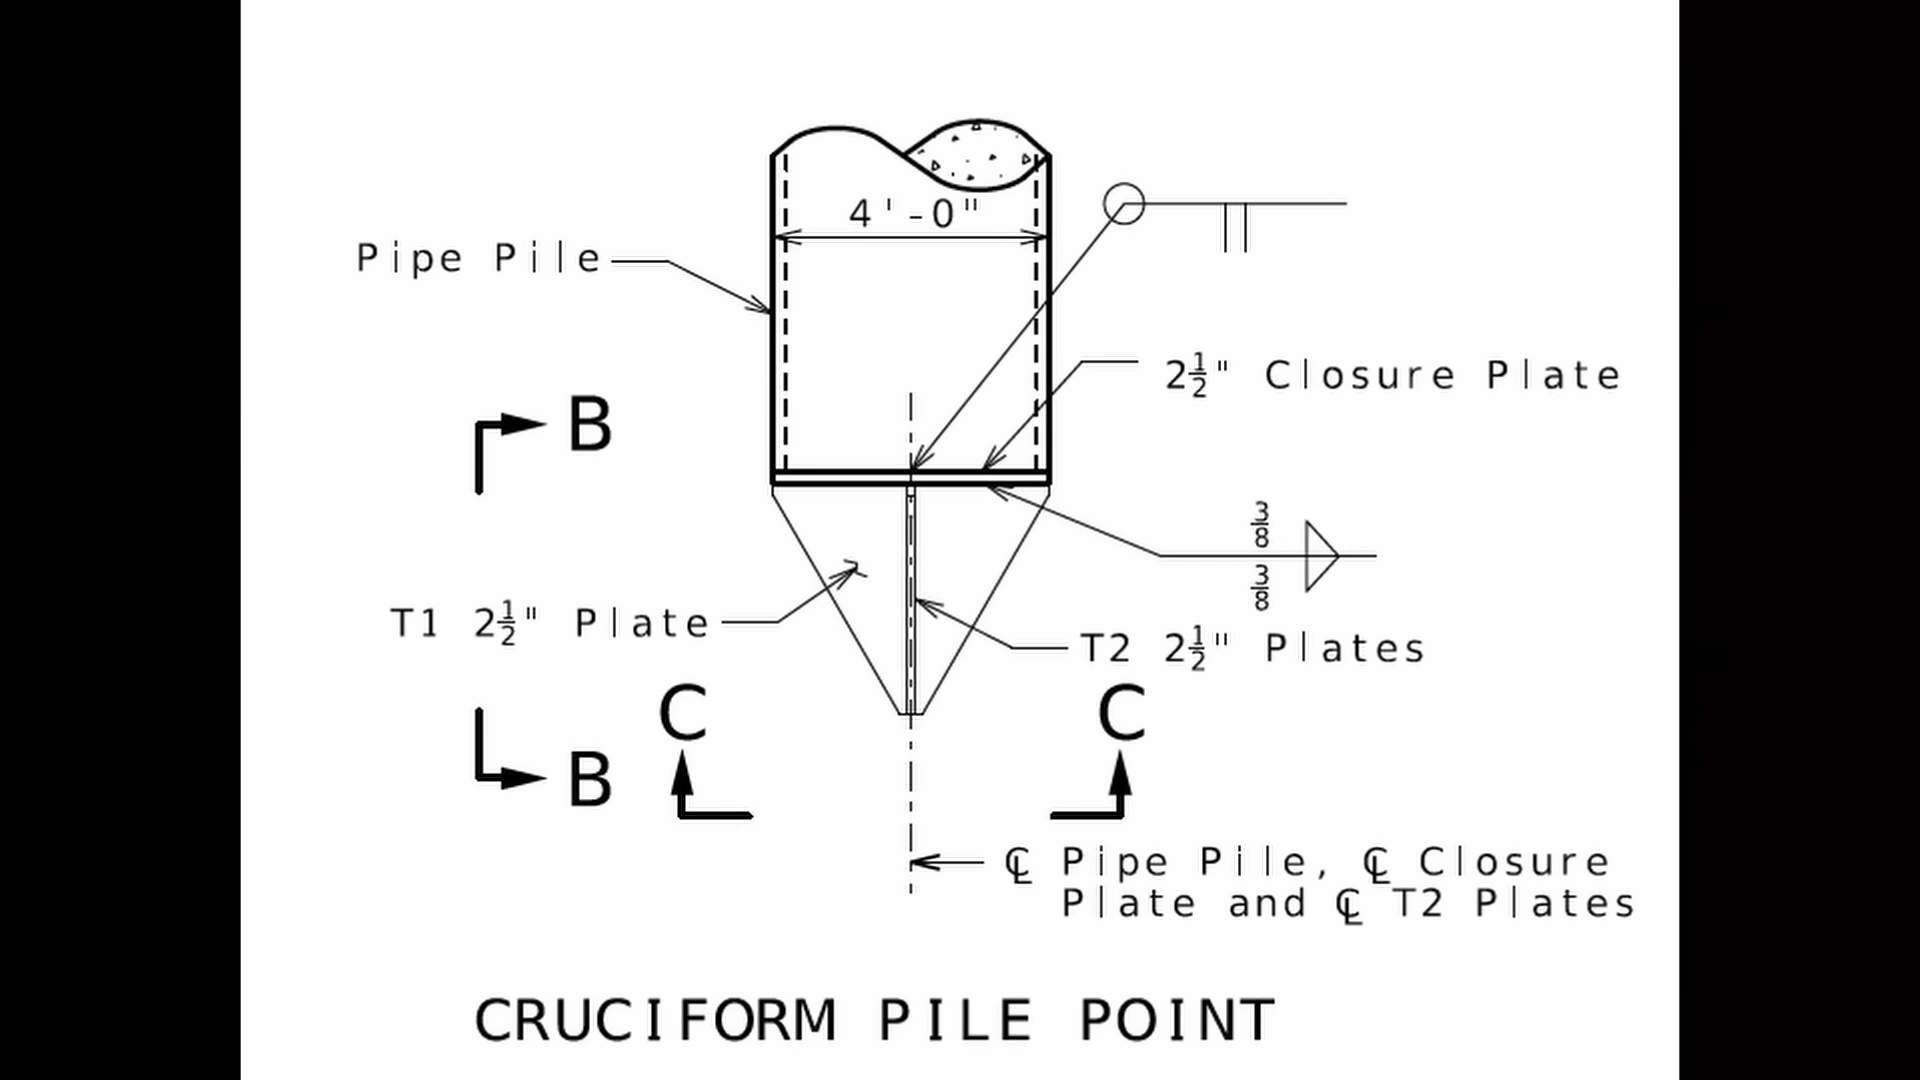 4'-0"
Pipe Pile
2½" Closure Plate
B
3/8
3/8
T1 2½" Plate
T2 2½" Plates
C C
B
℄ Pipe Pile, ℄ Closure
Plate and ℄ T2 Plates
CRUCIFORM PILE POINT